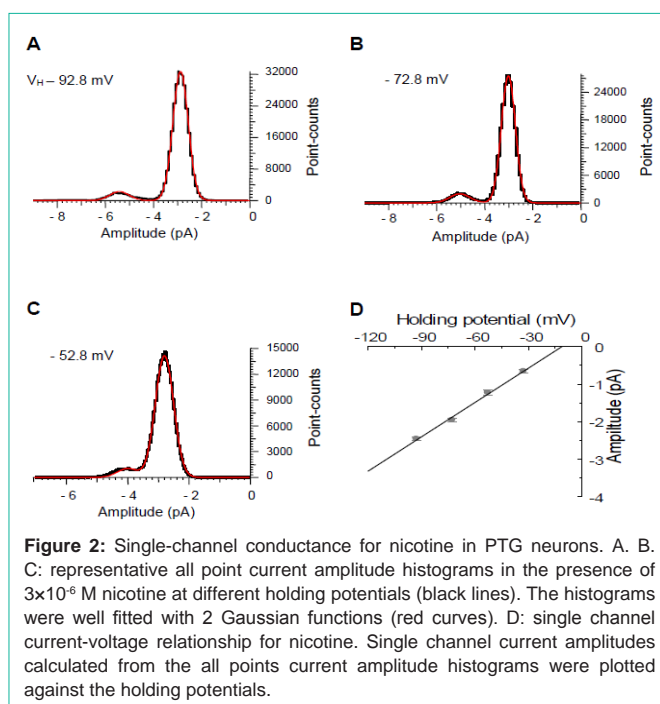 A
V_H – 92.8 mV
32000
24000
16000
8000
0
Point-counts
- 8 - 6 - 4 - 2 0
Amplitude (pA)
B
- 72.8 mV
24000
18000
12000
6000
0
Point-counts
- 8 - 6 - 4 - 2 0
Amplitude (pA)
C
- 52.8 mV
15000
12000
9000
6000
3000
0
Point-counts
- 6 - 4 - 2 0
Amplitude (pA)
D
Holding potential (mV)
-120 -90 -60 -30 0
0
-1
-2
-3
-4
Amplitude (pA)
Figure 2: Single-channel conductance for nicotine in PTG neurons. A. B.
C: representative all point current amplitude histograms in the presence of
3×10⁻⁶ M nicotine at different holding potentials (black lines). The histograms
were well fitted with 2 Gaussian functions (red curves). D: single channel
current-voltage relationship for nicotine. Single channel current amplitudes
calculated from the all points current amplitude histograms were plotted
against the holding potentials.